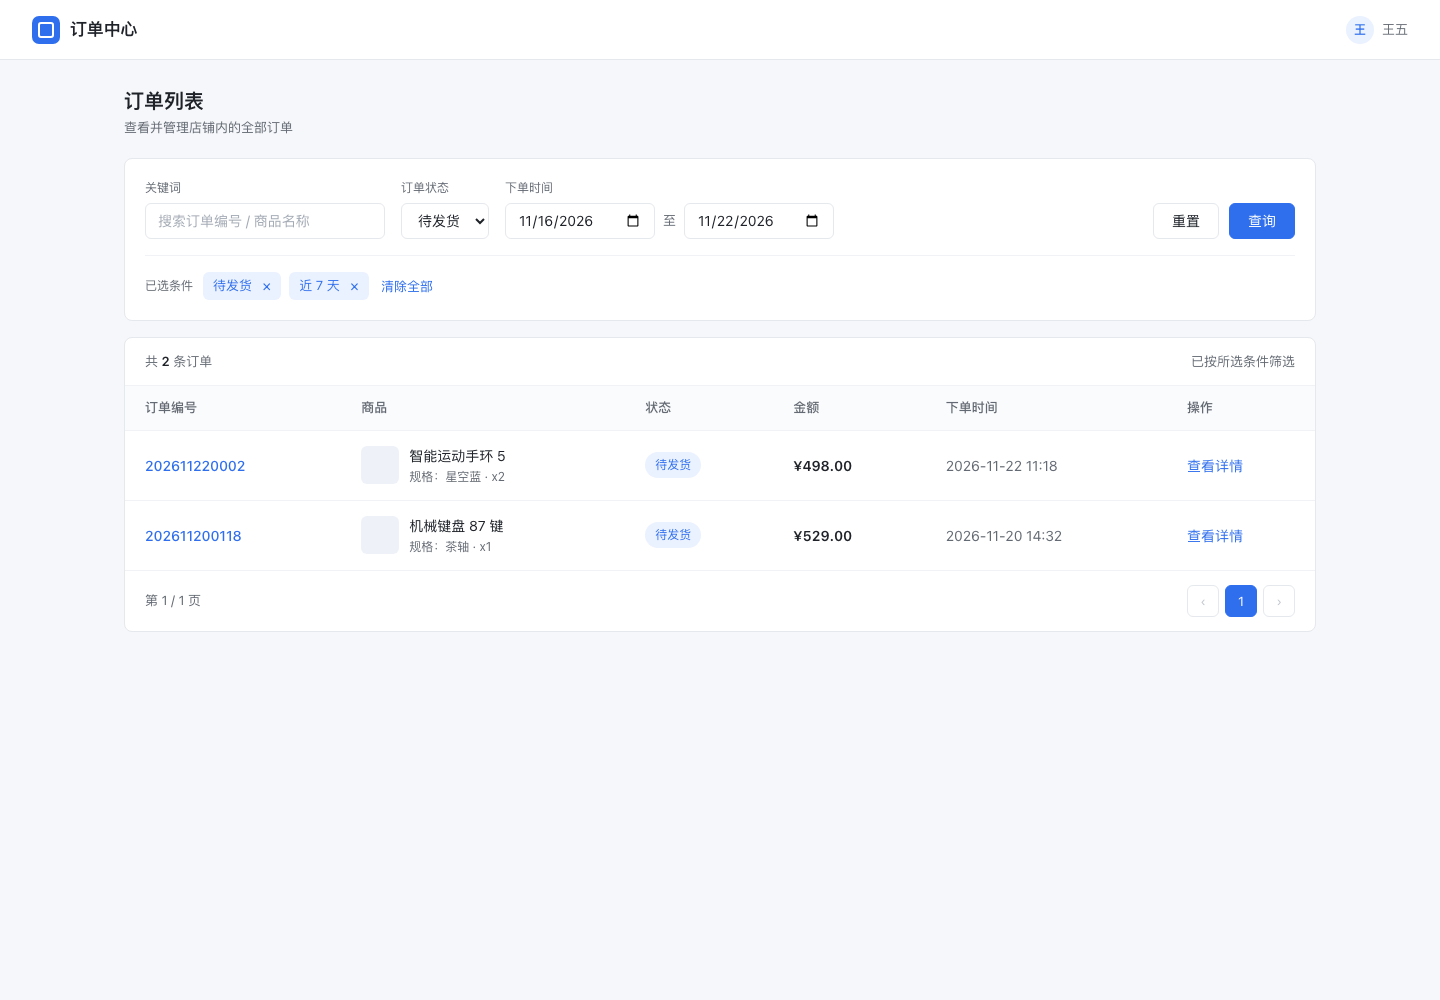 订单中心
王 王五
订单列表
查看并管理店铺内的全部订单
关键词 订单状态 下单时间
搜索订单编号 / 商品名称 待发货 11/16/2026 至 11/22/2026 重置 查询
已选条件 待发货 × 近 7 天 × 清除全部
共 2 条订单 已按所选条件筛选
订单编号 商品 状态 金额 下单时间 操作
202611220002 智能运动手环 5 待发货 ¥498.00 2026-11-22 11:18 查看详情
规格：星空蓝 · x2
202611200118 机械键盘 87 键 待发货 ¥529.00 2026-11-20 14:32 查看详情
规格：茶轴 · x1
第 1 / 1 页 ‹ 1 ›